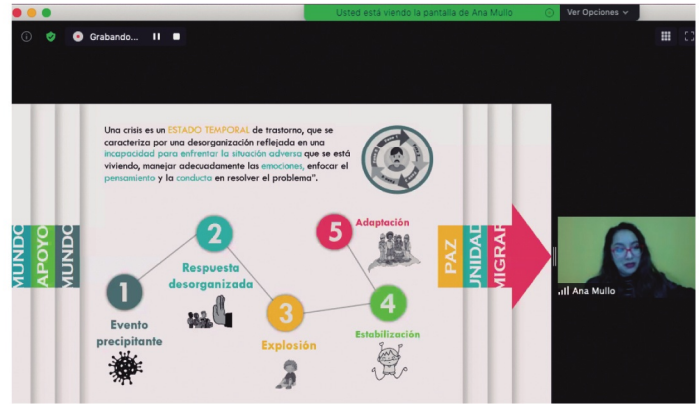 Usted está viendo la pantalla de Ana Mullo
Ver Opciones
Grabando...
Una crisis es un ESTADO TEMPORAL de trastorno, que se
caracteriza por una desorganización reflejada en una
incapacidad para enfrentar la situación adversa que se está
viviendo, manejar adecuadamente las emociones, enfocar el
pensamiento y la conducta en resolver el problema".
MUNDO
APOYO
MUNDO
1
Evento
precipitante
2
Respuesta
desorganizada
3
Explosión
4
Estabilización
5
Adaptación
PAZ
UNIDAD
MIGRAR
Ana Mullo